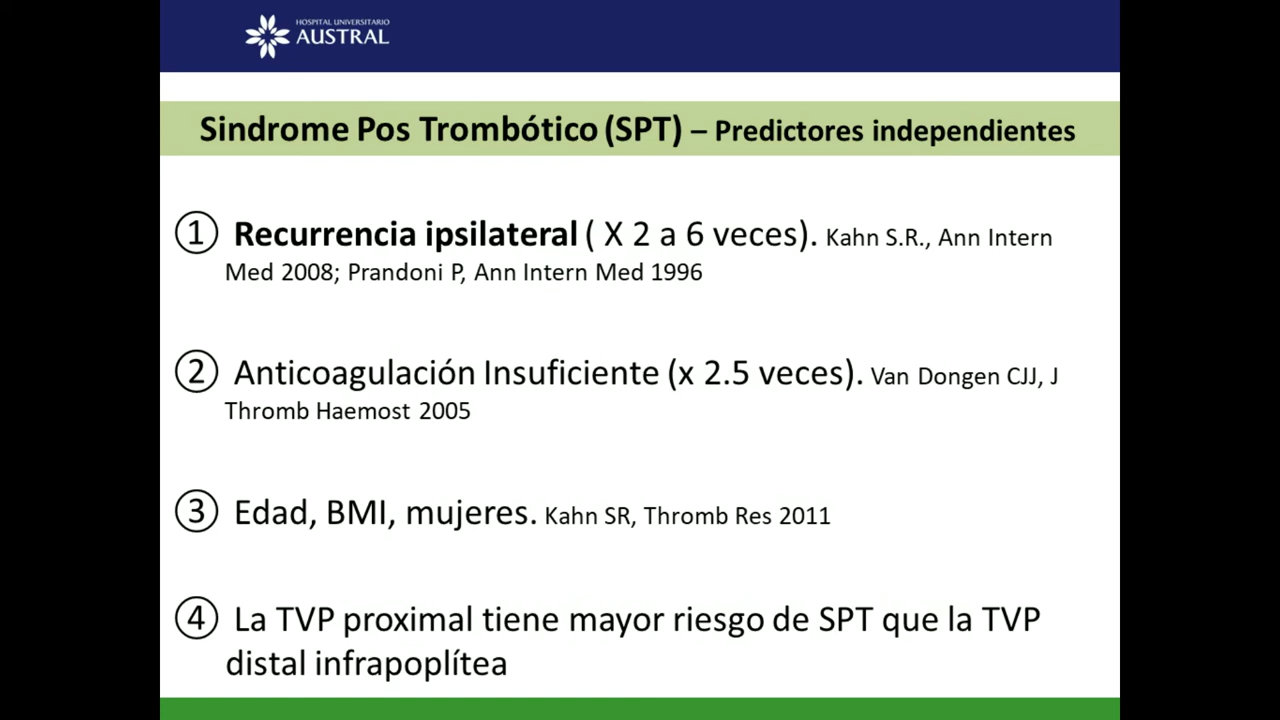 HOSPITAL UNIVERSITARIO
AUSTRAL
Sindrome Pos Trombótico (SPT) – Predictores independientes
① Recurrencia ipsilateral ( X 2 a 6 veces). Kahn S.R., Ann Intern
Med 2008; Prandoni P, Ann Intern Med 1996
② Anticoagulación Insuficiente (x 2.5 veces). Van Dongen CJJ, J
Thromb Haemost 2005
③ Edad, BMI, mujeres. Kahn SR, Thromb Res 2011
④ La TVP proximal tiene mayor riesgo de SPT que la TVP
distal infrapoplítea